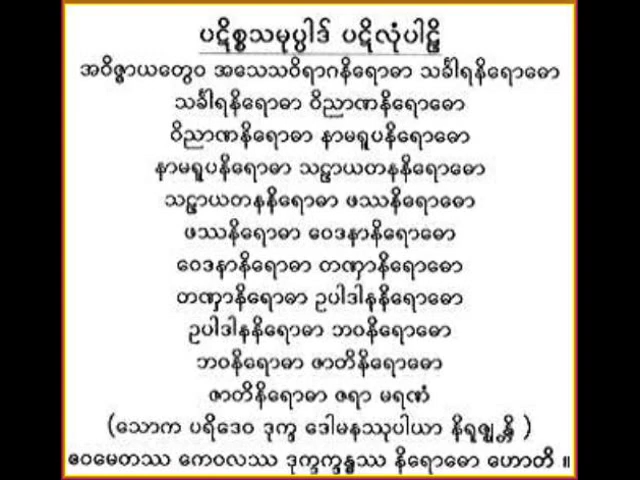 ပဋိစ္စသမုပ္ပါဒ် ပဋိလုံပါဠိ
အဝိဇ္ဇာယတွေဝ အသေသဝိရာဂနိရောဓာ သင်္ခါရနိရောဓော
သင်္ခါရနိရောဓာ ဝိညာဏနိရောဓော
ဝိညာဏနိရောဓာ နာမရူပနိရောဓော
နာမရူပနိရောဓာ သဠာယတနနိရောဓော
သဠာယတနနိရောဓာ ဖဿနိရောဓော
ဖဿနိရောဓာ ဝေဒနာနိရောဓော
ဝေဒနာနိရောဓာ တဏှာနိရောဓော
တဏှာနိရောဓာ ဥပါဒါနနိရောဓော
ဥပါဒါနနိရောဓာ ဘဝနိရောဓော
ဘဝနိရောဓာ ဇာတိနိရောဓော
ဇာတိနိရောဓာ ဇရာ မရဏံ
(သောက ပရိဒေဝ ဒုက္ခ ဒေါမနဿုပါယာ နိရုဇ္ဈန္တိ )
ဧဝမေတဿ ကေဝလဿ ဒုက္ခက္ခန္ဓဿ နိရောဓော ဟောတိ ။